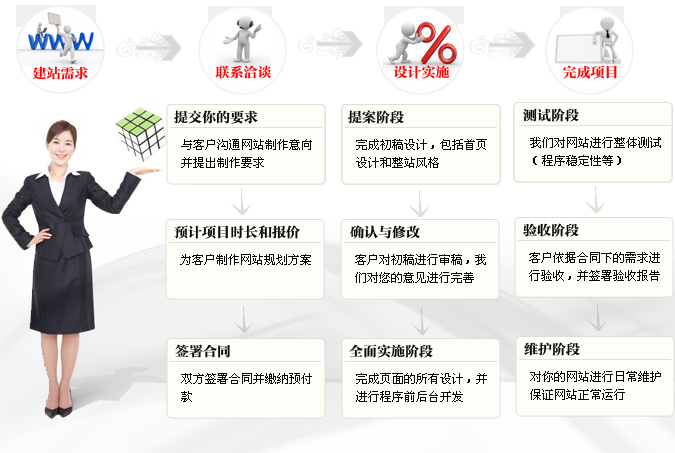 WWW
建站需求
联系洽谈
设计实施
完成项目
提交你的要求
与客户沟通网站制作意向
并提出制作要求
预计项目时长和报价
为客户制作网站规划方案
签署合同
双方签署合同并缴纳预付
款
提案阶段
完成初稿设计，包括首页
设计和整站风格
确认与修改
客户对初稿进行审稿，我
们对您的意见进行完善
全面实施阶段
完成页面的所有设计，并
进行程序前后台开发
测试阶段
我们对网站进行整体测试
（程序稳定性等）
验收阶段
客户依据合同下的需求进
行验收，并签署验收报告
维护阶段
对你的网站进行日常维护
保证网站正常运行